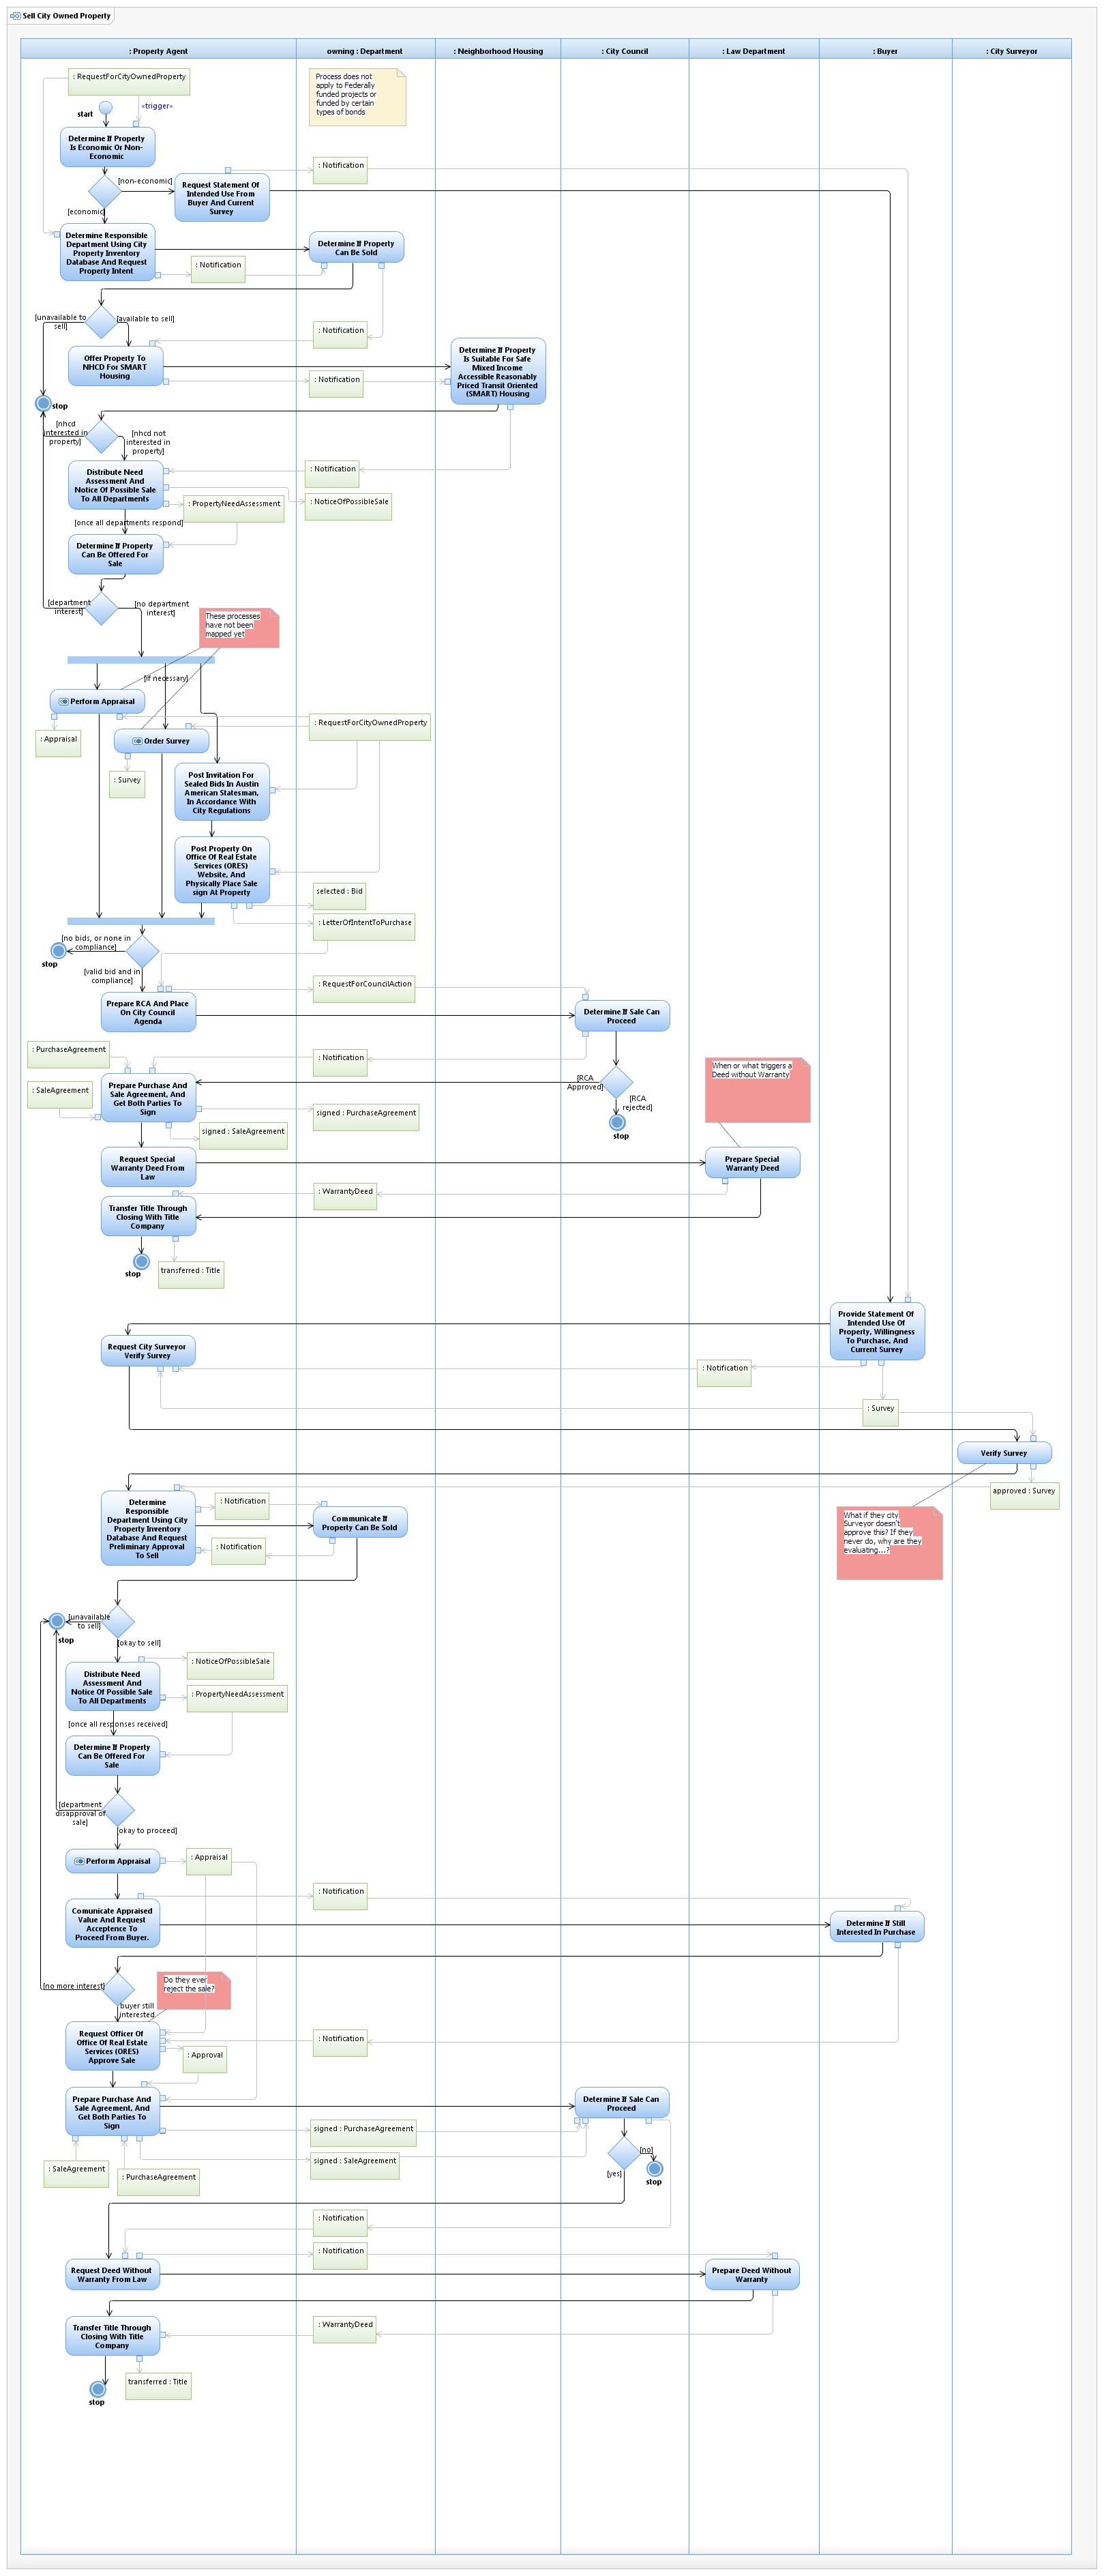 Sell City Owned Property
: Property Agent
owning : Department
: Neighborhood Housing
: City Council
: Law Department
: Buyer
: City Surveyor
: RequestForCityOwnedProperty
«trigger»
start
Process does not
apply to Federally
funded projects or
funded by certain
types of bonds
Determine If Property
Is Economic Or Non-
Economic
[non-economic]
[economic]
Request Statement Of
Intended Use From
Buyer And Current
Survey
: Notification
Determine Responsible
Department Using City
Property Inventory
Database And Request
Property Intent
: Notification
Determine If Property
Can Be Sold
[unavailable to
sell]
[available to sell]
: Notification
Offer Property To
NHCD For SMART
Housing
: Notification
Determine If Property
Is Suitable For Safe
Mixed Income
Accessible Reasonably
Priced Transit Oriented
(SMART) Housing
stop
[nhcd
interested in
property]
[nhcd not
interested in
property]
Distribute Need
Assessment And
Notice Of Possible Sale
To All Departments
: Notification
: PropertyNeedAssessment
: NoticeOfPossibleSale
[once all departments respond]
Determine If Property
Can Be Offered For
Sale
[department
interest]
[no department
interest]
These processes
have not been
mapped yet
[if necessary]
Perform Appraisal
: Appraisal
Order Survey
: Survey
: RequestForCityOwnedProperty
Post Invitation For
Sealed Bids In Austin
American Statesman,
In Accordance With
City Regulations
Post Property On
Office Of Real Estate
Services (ORES)
Website, And
Physically Place Sale
sign At Property
selected : Bid
: LetterOfIntentToPurchase
[no bids, or none in
compliance]
stop
[valid bid and in
compliance]
Prepare RCA And Place
On City Council
Agenda
: RequestForCouncilAction
Determine If Sale Can
Proceed
: PurchaseAgreement
: Notification
: SaleAgreement
Prepare Purchase And
Sale Agreement, And
Get Both Parties To
Sign
[RCA
Approved]
[RCA
rejected]
stop
When or what triggers a
Deed without Warranty
signed : PurchaseAgreement
signed : SaleAgreement
Request Special
Warranty Deed From
Law
Prepare Special
Warranty Deed
: WarrantyDeed
Transfer Title Through
Closing With Title
Company
stop
transferred : Title
Provide Statement Of
Intended Use Of
Property, Willingness
To Purchase, And
Current Survey
Request City Surveyor
Verify Survey
: Notification
: Survey
Verify Survey
approved : Survey
What if they city
Surveyor doesn't
approve this? If they
never do, why are they
evaluating...?
Determine
Responsible
Department Using City
Property Inventory
Database And Request
Preliminary Approval
To Sell
: Notification
: Notification
Communicate If
Property Can Be Sold
[unavailable
to sell]
stop
[okay to sell]
Distribute Need
Assessment And
Notice Of Possible Sale
To All Departments
: NoticeOfPossibleSale
: PropertyNeedAssessment
[once all responses received]
Determine If Property
Can Be Offered For
Sale
[department
disapproval of
sale]
[okay to proceed]
Perform Appraisal
: Appraisal
Comunicate Appraised
Value And Request
Acceptence To
Proceed From Buyer.
: Notification
Determine If Still
Interested In Purchase
[no more interest]
buyer still
interested
Do they ever
reject the sale?
Request Officer Of
Office Of Real Estate
Services (ORES)
Approve Sale
: Notification
: Approval
Prepare Purchase And
Sale Agreement, And
Get Both Parties To
Sign
Determine If Sale Can
Proceed
signed : PurchaseAgreement
signed : SaleAgreement
: SaleAgreement
: PurchaseAgreement
[no]
stop
[yes]
: Notification
: Notification
Request Deed Without
Warranty From Law
Prepare Deed Without
Warranty
Transfer Title Through
Closing With Title
Company
: WarrantyDeed
transferred : Title
stop